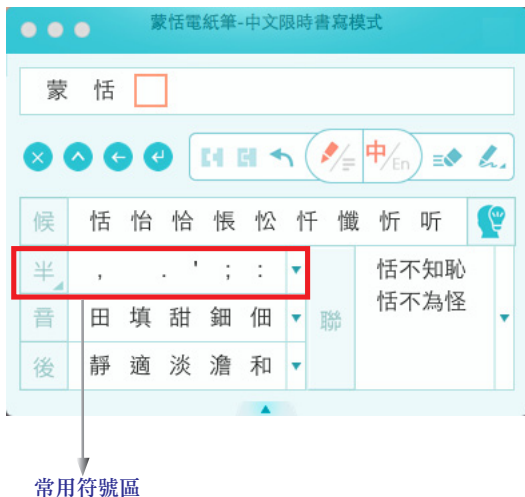 蒙恬電紙筆-中文限時書寫模式
蒙 恬
中/En
候 恬 怡 恰 悵 忪 忏 懺 忻 听
半 , . ' ; :
音 田 填 甜 鈿 佃
後 靜 適 淡 澹 和
聯 恬不知恥
恬不為怪
常用符號區